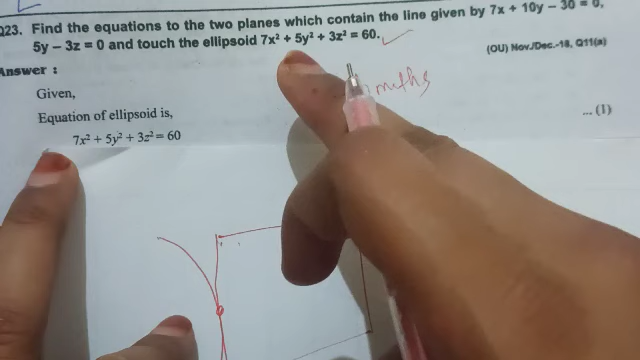 Q23. Find the equations to the two planes which contain the line given by 7x + 10y – 30 = 0,
5y – 3z = 0 and touch the ellipsoid 7x² + 5y² + 3z² = 60.
(OU) Nov./Dec.-18, Q11(a)
Answer :
Given,
Equation of ellipsoid is,
... (1)
7x² + 5y² + 3z² = 60